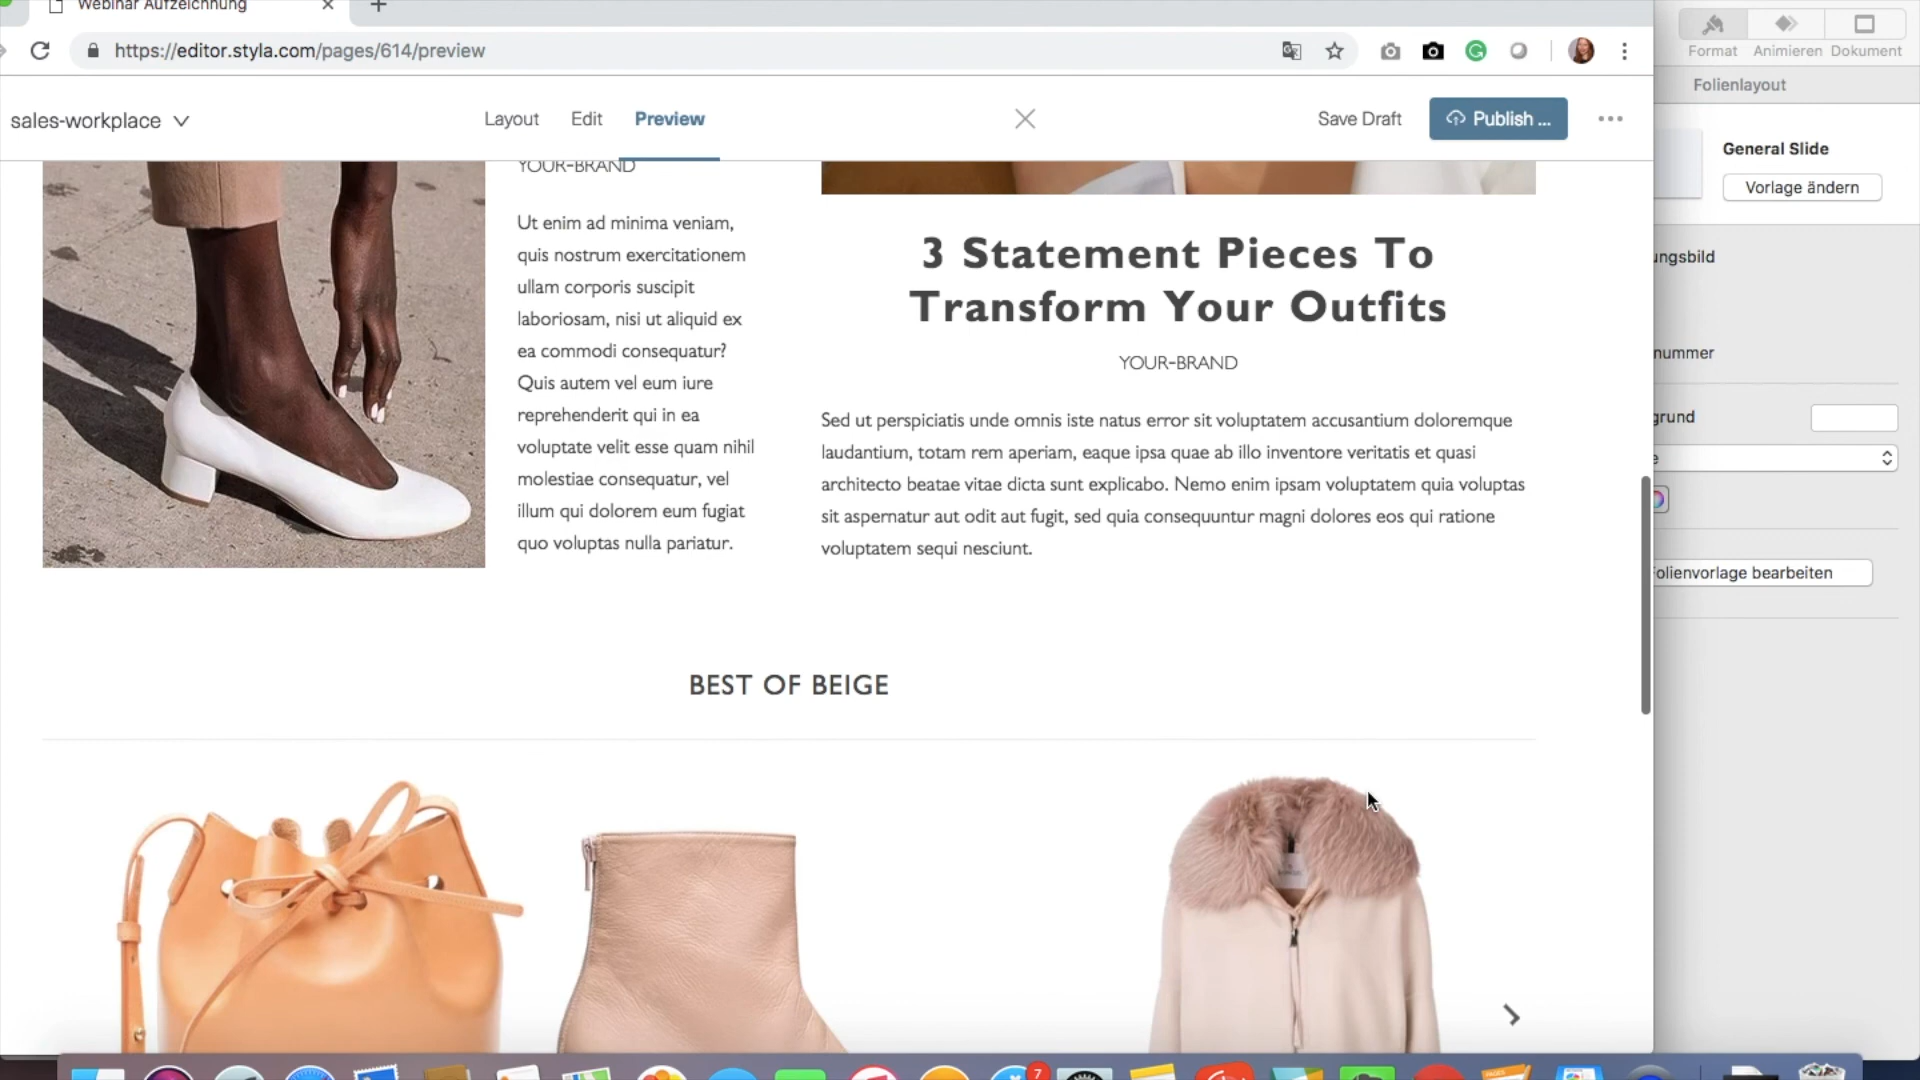 Webinar Aufzeichnung
https://editor.styla.com/pages/614/preview
Format
Animieren
Dokument
Folienlayout
sales-workplace
Layout
Edit
Preview
Save Draft
Publish ...
General Slide
Vorlage ändern
YOUR-BRAND
Ut enim ad minima veniam,
quis nostrum exercitationem
ullam corporis suscipit
laboriosam, nisi ut aliquid ex
ea commodi consequatur?
Quis autem vel eum iure
reprehenderit qui in ea
voluptate velit esse quam nihil
molestiae consequatur, vel
illum qui dolorem eum fugiat
quo voluptas nulla pariatur.
3 Statement Pieces To
Transform Your Outfits
YOUR-BRAND
Sed ut perspiciatis unde omnis iste natus error sit voluptatem accusantium doloremque
laudantium, totam rem aperiam, eaque ipsa quae ab illo inventore veritatis et quasi
architecto beatae vitae dicta sunt explicabo. Nemo enim ipsam voluptatem quia voluptas
sit aspernatur aut odit aut fugit, sed quia consequuntur magni dolores eos qui ratione
voluptatem sequi nesciunt.
ungsbild
nummer
grund
e
Folienvorlage bearbeiten
BEST OF BEIGE
7
PAGES